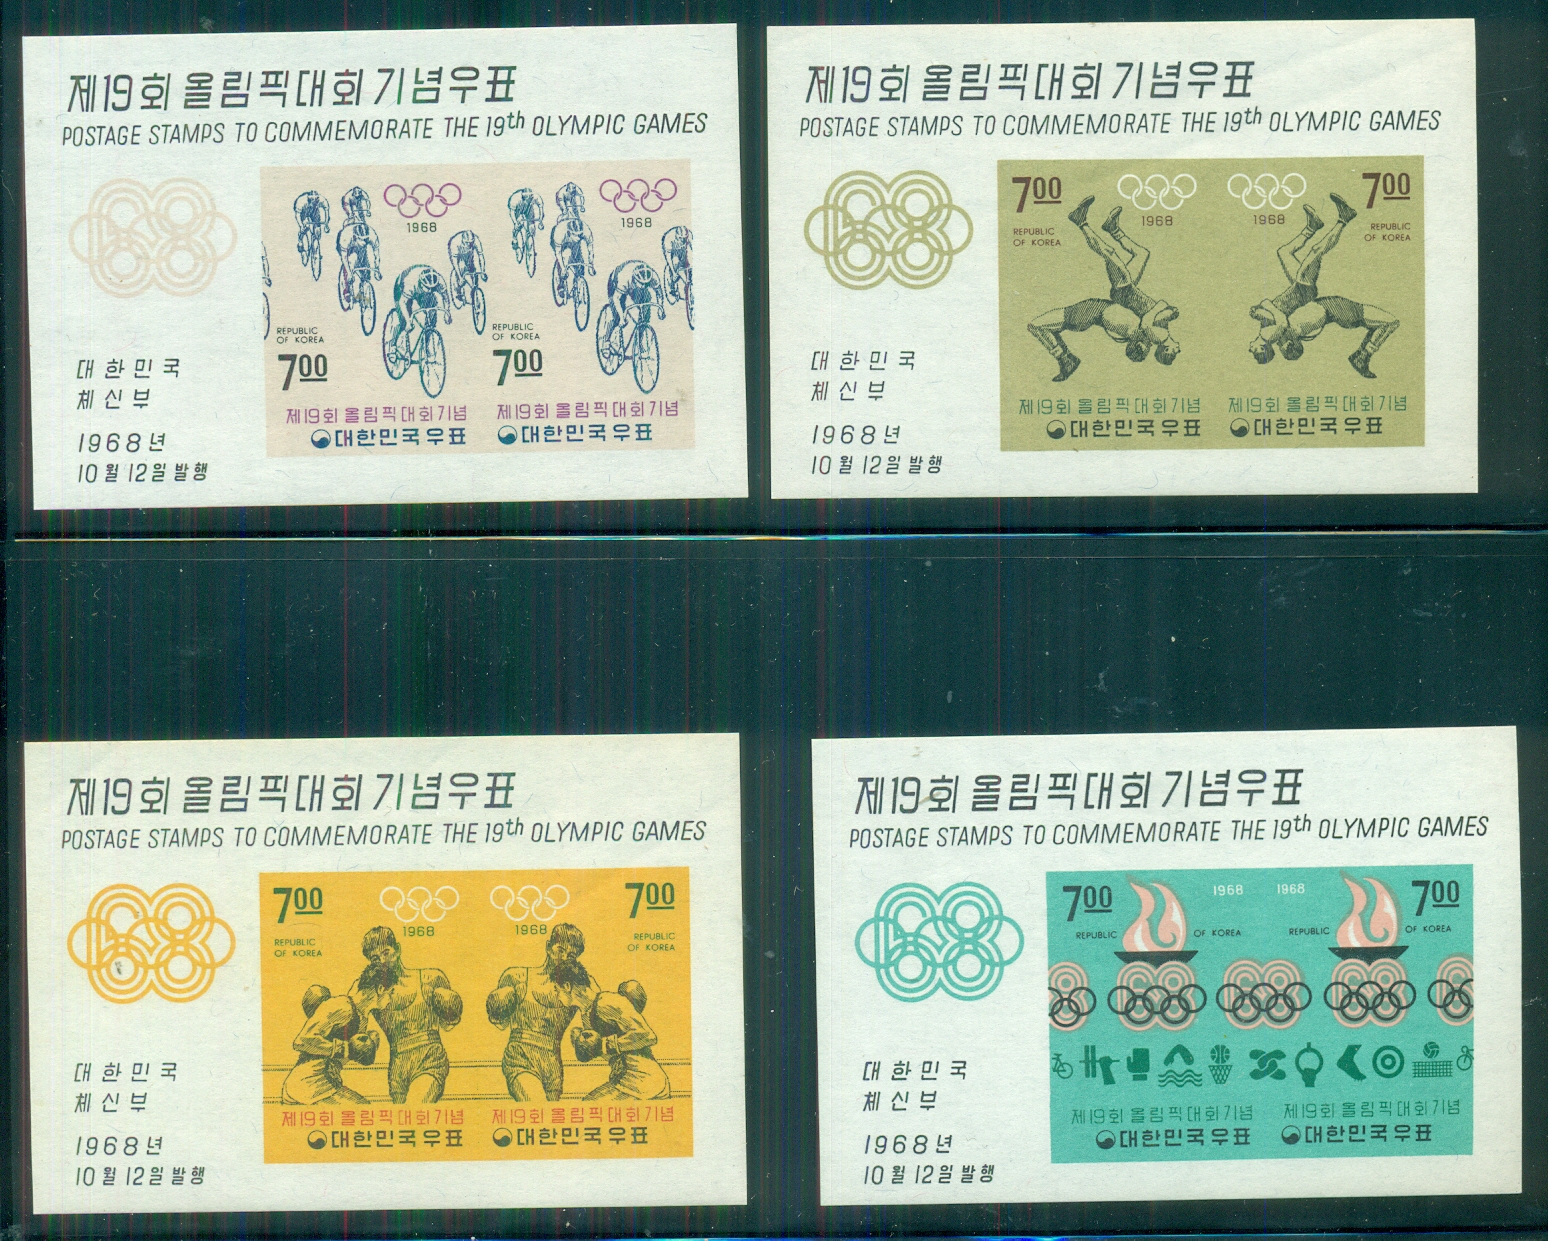 제19회 올림픽대회 기념우표
POSTAGE STAMPS TO COMMEMORATE THE 19th OLYMPIC GAMES
68
1968
1968
REPUBLIC
OF KOREA
REPUBLIC
OF KOREA
700
700
제19회 올림픽대회기념
제19회 올림픽대회기념
대한민국우표
대한민국우표
대한민국
체신부
1968년
10월 12일 발행
제19회 올림픽대회 기념우표
POSTAGE STAMPS TO COMMEMORATE THE 19th OLYMPIC GAMES
68
700
700
1968
1968
REPUBLIC
OF KOREA
REPUBLIC
OF KOREA
제19회 올림픽대회기념
제19회 올림픽대회기념
대한민국우표
대한민국우표
대한민국
체신부
1968년
10월 12일 발행
제19회 올림픽대회 기념우표
POSTAGE STAMPS TO COMMEMORATE THE 19th OLYMPIC GAMES
68
700
700
1968
1968
REPUBLIC
OF KOREA
REPUBLIC
OF KOREA
제19회 올림픽대회기념
제19회 올림픽대회기념
대한민국우표
대한민국우표
대한민국
체신부
1968년
10월 12일 발행
제19회 올림픽대회 기념우표
POSTAGE STAMPS TO COMMEMORATE THE 19th OLYMPIC GAMES
68
700
1968
1968
700
REPUBLIC OF KOREA
REPUBLIC OF KOREA
68
68
68
제19회 올림픽대회기념
제19회 올림픽대회기념
대한민국우표
대한민국우표
대한민국
체신부
1968년
10월 12일 발행